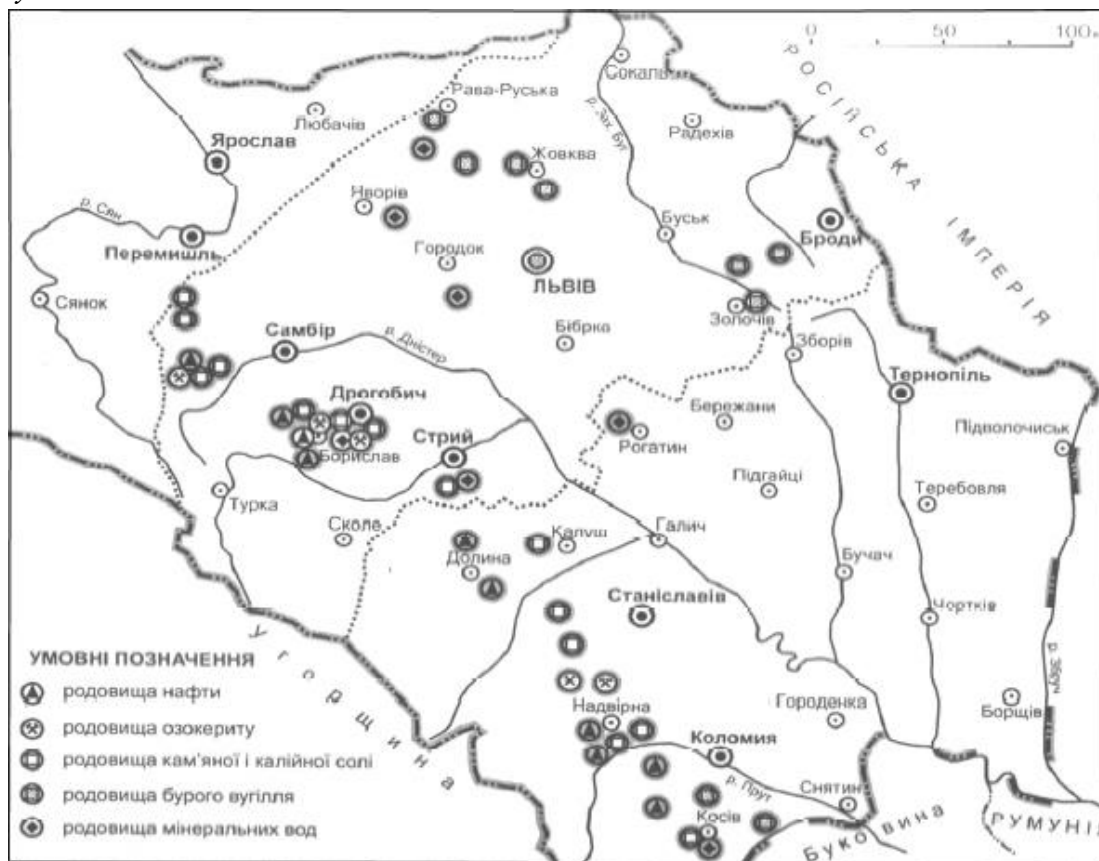 0 50 100
РОСІЙСЬКА ІМПЕРІЯ
Сокаль
р. Зах. Буг
Рава-Руська
Любачів
Радехів
Ярослав
Жовква
Яворів
р. Сян
Буськ
Броди
Перемишль
Городок
ЛЬВІВ
Сянок
Золочів
Самбір
р. Дністер
Бібрка
Зборів
Тернопіль
Дрогобич
Бережани
Стрий
Рогатин
Підволочиськ
Борислав
Підгайці
Турка
Теребовля
Сколе
Калуш
Галич
Долина
Бучач
Станіславів
Чортків
Угорщина
р. Збруч
УМОВНІ ПОЗНАЧЕННЯ
родовища нафти
родовища озокериту
родовища кам'яної і калійної солі
родовища бурого вугілля
родовища мінеральних вод
Надвірна
Городенка
Борщів
Коломия
р. Прут
Снятин
Косів
Буковина
РУМУНІЯ